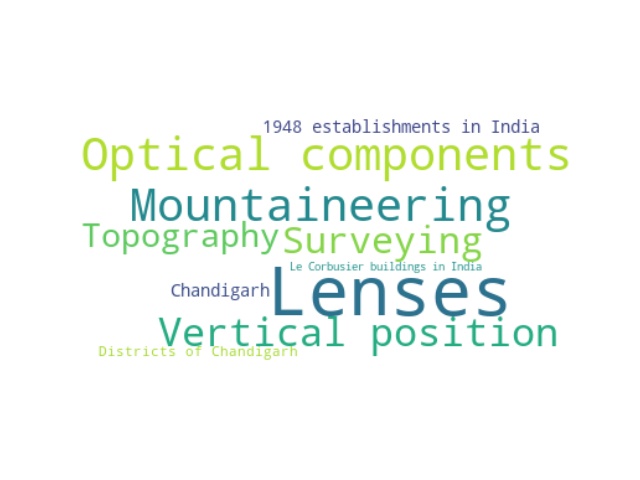 1948 establishments in India
Optical components
Mountaineering
Topography
Surveying
Le Corbusier buildings in India
Chandigarh
Lenses
Vertical position
Districts of Chandigarh